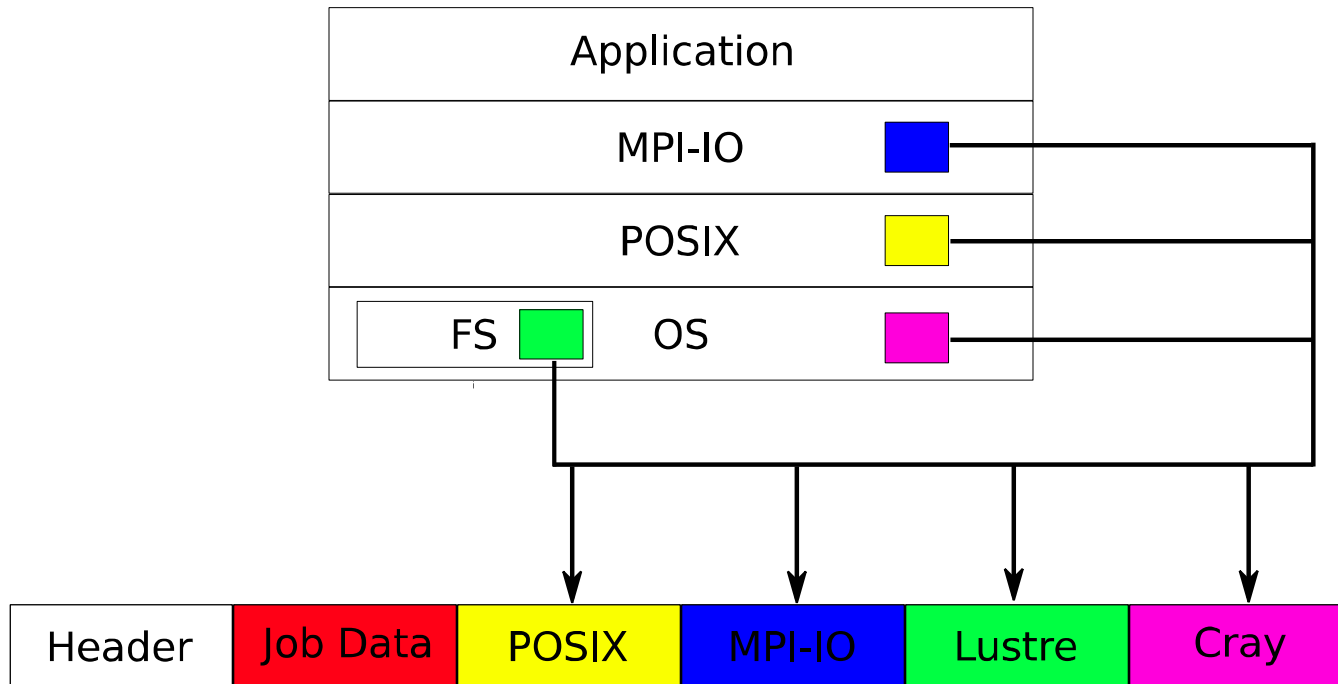 Application
MPI-IO
POSIX
FS OS
Header Job Data POSIX MPI-IO Lustre Cray